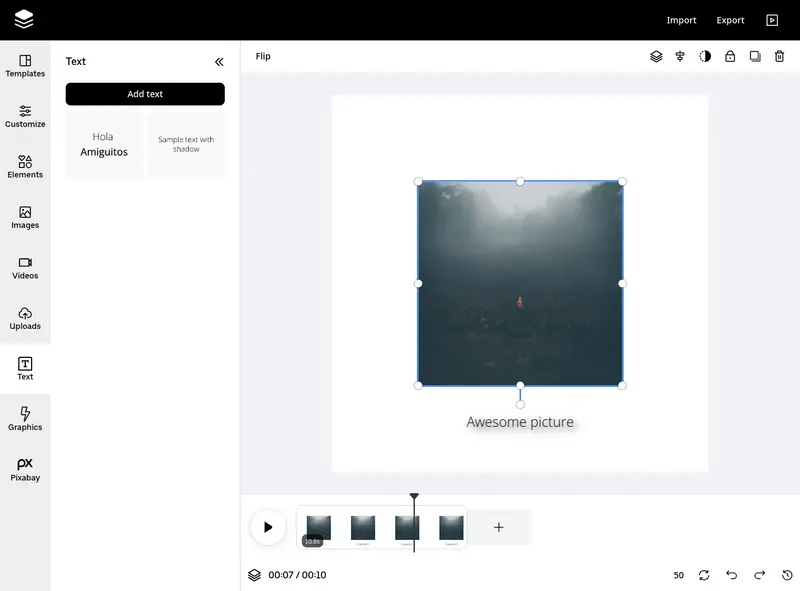 Import Export
Templates
Customize
Elements
Images
Videos
Uploads
Text
Graphics
px
Pixabay
Text
Add text
Hola
Amiguitos
Sample text with
shadow
Flip
Awesome picture
10.8s
00:07 / 00:10
50